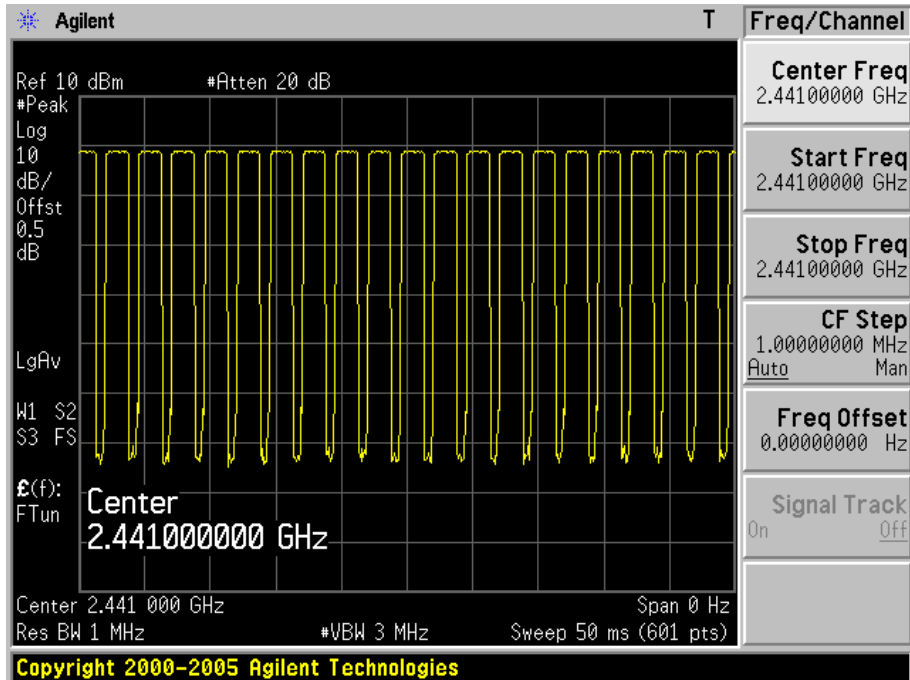 Agilent T Freq/Channel
Ref 10 dBm #Atten 20 dB
#Peak
Log
10
dB/
Offst
0.5
dB
LgAv
W1 S2
S3 FS
£(f):
FTun
Center
2.441000000 GHz
Center 2.441 000 GHz Span 0 Hz
Res BW 1 MHz #VBW 3 MHz Sweep 50 ms (601 pts)
Copyright 2000-2005 Agilent Technologies
Center Freq
2.44100000 GHz
Start Freq
2.44100000 GHz
Stop Freq
2.44100000 GHz
CF Step
1.00000000 MHz
Auto Man
Freq Offset
0.00000000 Hz
Signal Track
On Off